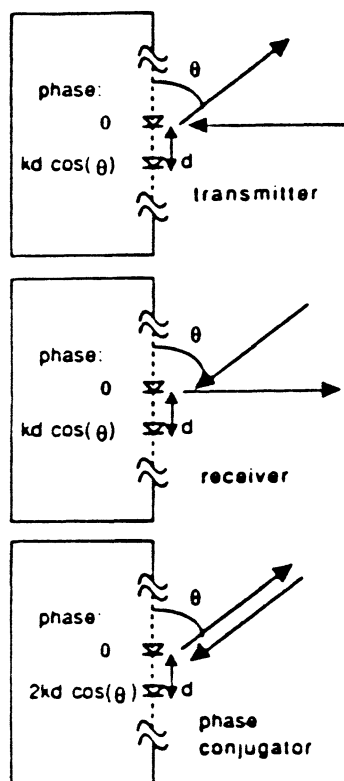 θ
phase:
0
kd cos(θ)
d
transmitter
θ
phase:
0
kd cos(θ)
d
receiver
θ
phase:
0
2kd cos(θ)
d
phase
conjugator